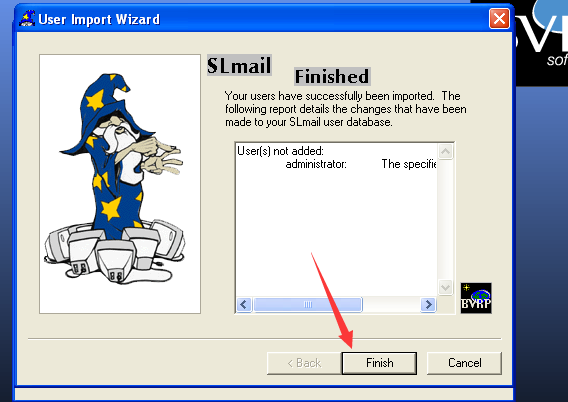 User Import Wizard
SLmail
Finished
Your users have successfully been imported. The
following report details the changes that have been
made to your SLmail user database.
User(s) not added:
administrator: The specifie
BVRP
< Back
Finish
Cancel
BV
sof